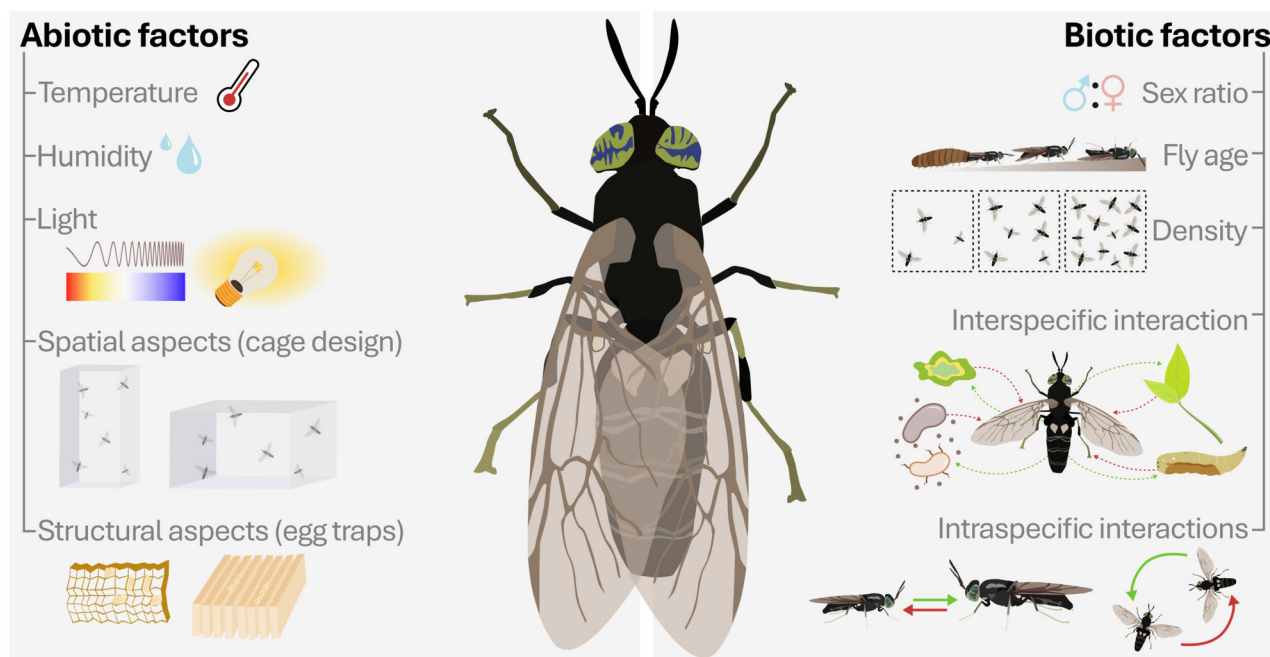 Abiotic factors
Temperature
Humidity
Light
Spatial aspects (cage design)
Structural aspects (egg traps)
Biotic factors
Sex ratio
Fly age
Density
Interspecific interaction
Intraspecific interactions